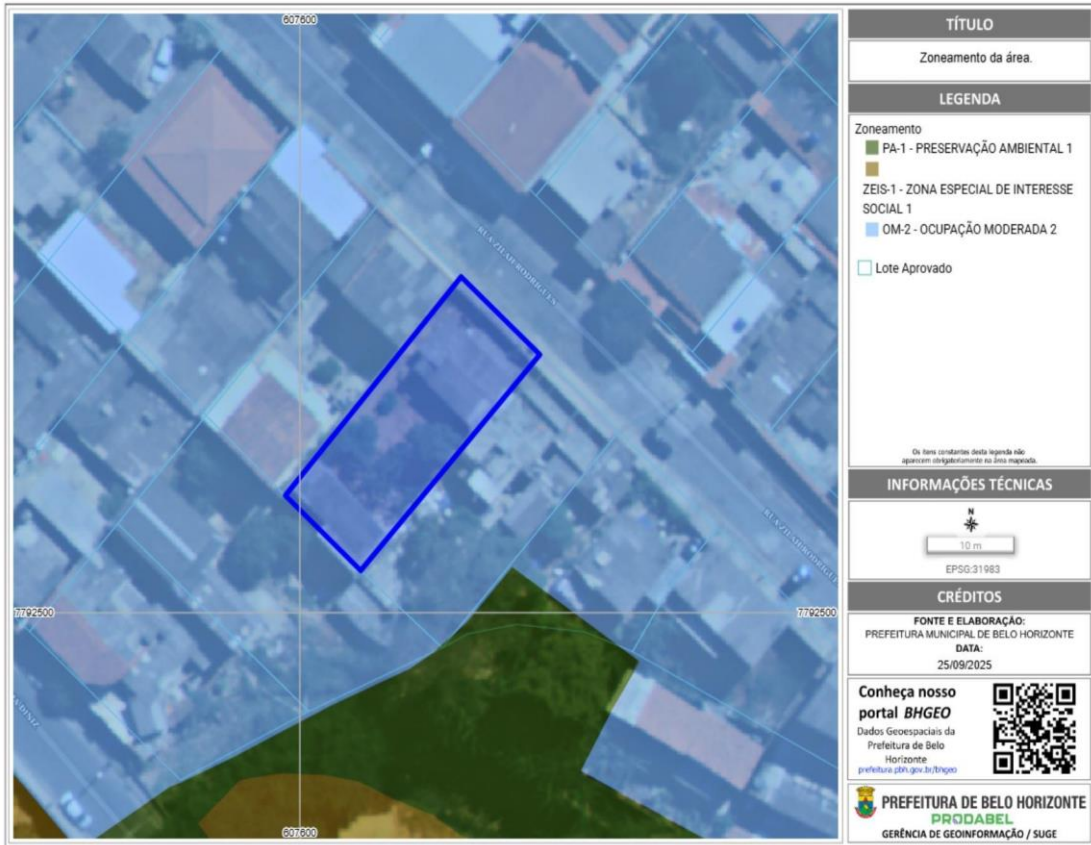 607600
RUA ZILAH RODRIGUES
7792500
7792500
607600
TÍTULO
Zoneamento da área.
LEGENDA
Zoneamento
PA-1 - PRESERVAÇÃO AMBIENTAL 1
ZEIS-1 - ZONA ESPECIAL DE INTERESSE
SOCIAL 1
OM-2 - OCUPAÇÃO MODERADA 2
Lote Aprovado
Os itens constantes desta legenda não
aparecem obrigatoriamente na área mapeada.
INFORMAÇÕES TÉCNICAS
N
10 m
EPSG:31983
CRÉDITOS
FONTE E ELABORAÇÃO:
PREFEITURA MUNICIPAL DE BELO HORIZONTE
DATA:
25/09/2025
Conheça nosso
portal BHGEO
Dados Geoespaciais da
Prefeitura de Belo
Horizonte
prefeitura.pbh.gov.br/bhgeo
PREFEITURA DE BELO HORIZONTE
PRODABEL
GERÊNCIA DE GEOINFORMAÇÃO / SUGE